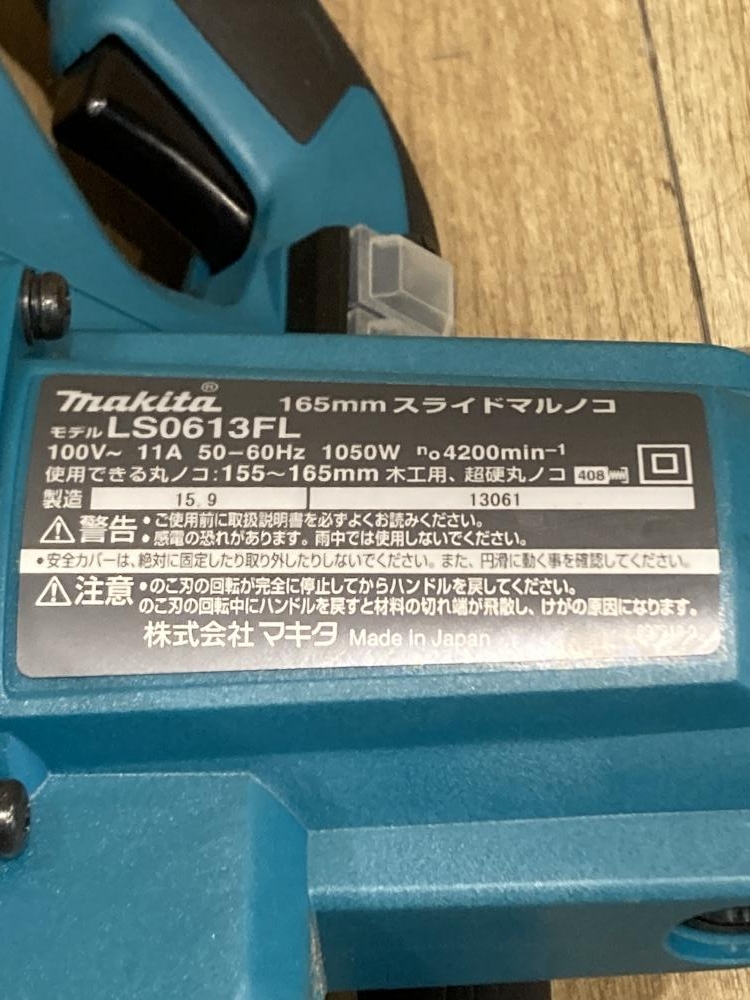 makita® 165mm スライドマルノコ
モデル LS0613FL
100V~ 11A 50-60Hz 1050W no4200min-1
使用できる丸ノコ:155~165mm 木工用、超硬丸ノコ 408
製造 15.9 13061
警告 •ご使用前に取扱説明書を必ずよくお読みください。
•感電の恐れがあります。雨中では使用しないでください。
•安全カバーは、絶対に固定したり取り外したりしないでください。また、円滑に動く事を確認してください。
注意 •のこ刃の回転が完全に停止してからハンドルを戻してください。
のこ刃の回転中にハンドルを戻すと材料の切れ端が飛散し、けがの原因になります。
株式会社 マキタ Made in Japan